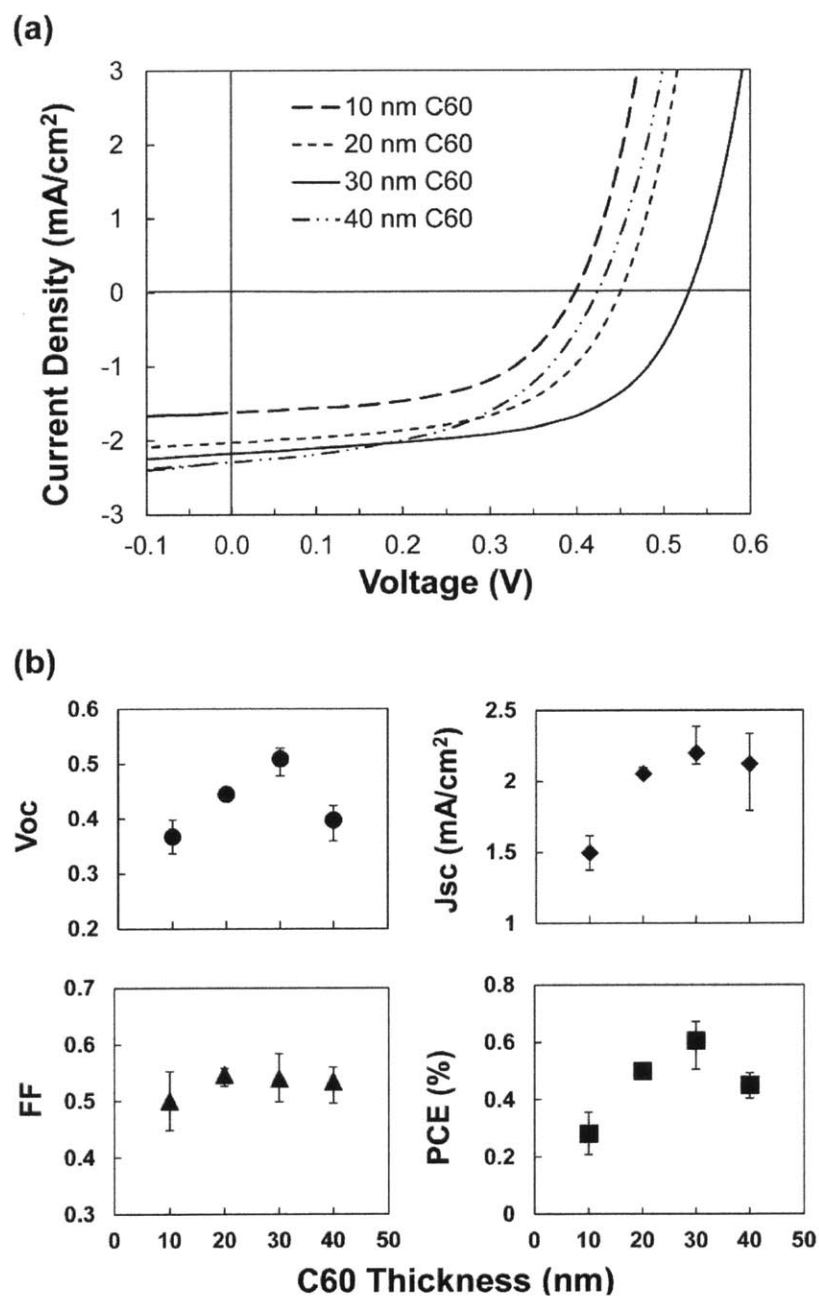 (a)
3
2
1
0
-1
-2
-3
Current Density (mA/cm²)
10 nm C60
20 nm C60
30 nm C60
40 nm C60
-0.1 0.0 0.1 0.2 0.3 0.4 0.5 0.6
Voltage (V)
(b)
0.6
0.5
0.4
0.3
0.2
Voc
2.5
2
1.5
1
Jsc (mA/cm²)
0.7
0.6
0.5
0.4
0.3
FF
0 10 20 30 40 50
0.8
0.6
0.4
0.2
0
PCE (%)
0 10 20 30 40 50
C60 Thickness (nm)